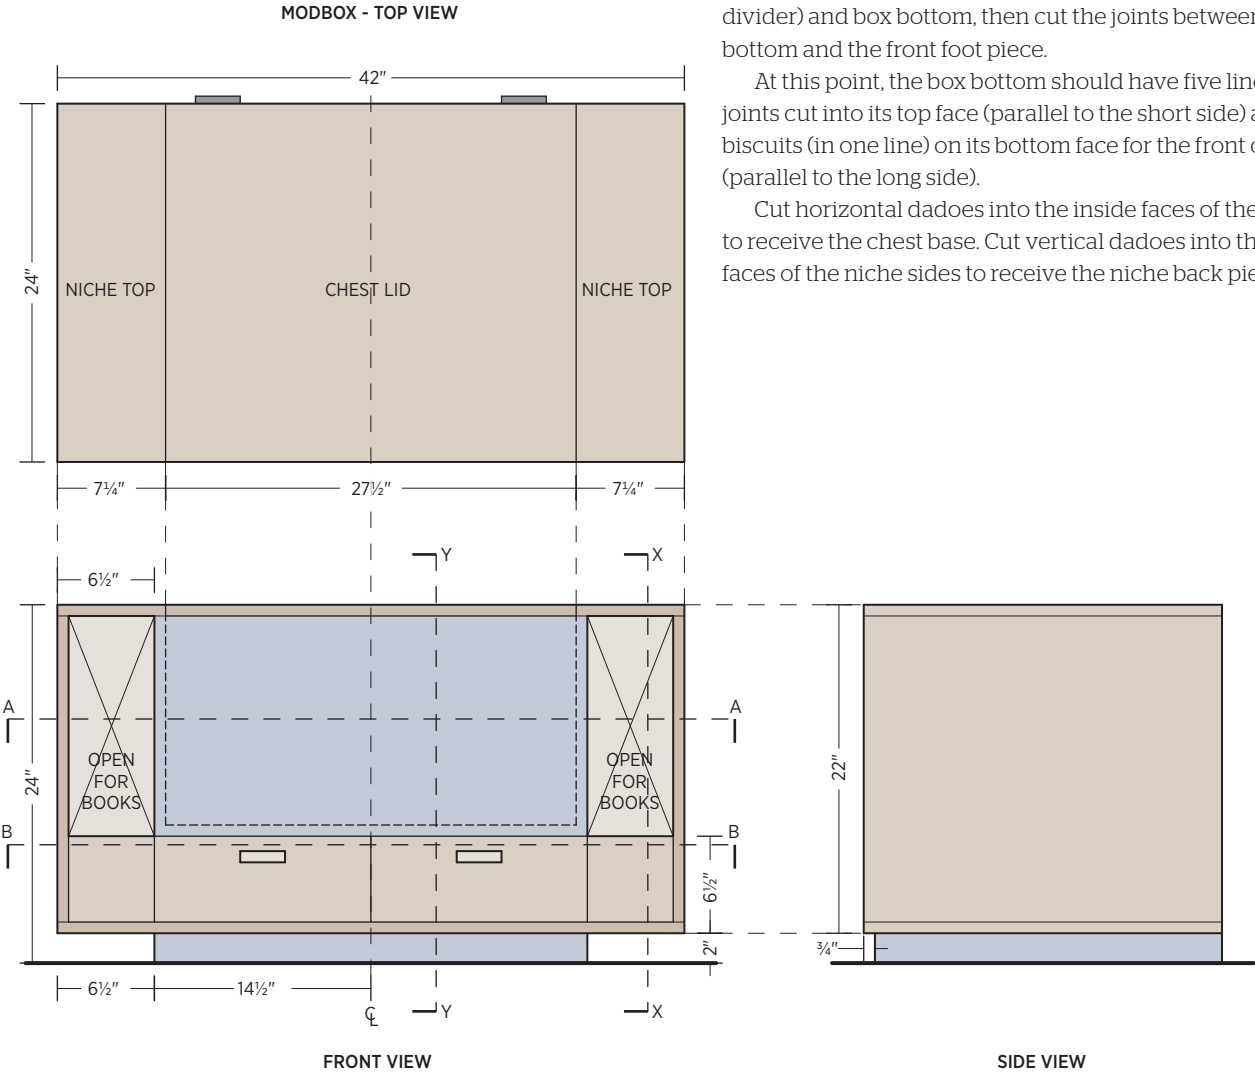 MODBOX - TOP VIEW
divider) and box bottom, then cut the joints between
bottom and the front foot piece.
At this point, the box bottom should have five line
joints cut into its top face (parallel to the short side) a
biscuits (in one line) on its bottom face for the front
(parallel to the long side).
Cut horizontal dadoes into the inside faces of the
to receive the chest base. Cut vertical dadoes into th
faces of the niche sides to receive the niche back pie
42"
24"
NICHE TOP
CHEST LID
NICHE TOP
7¼"
27½"
7¼"
Y
X
6½"
A
A
OPEN
FOR
BOOKS
OPEN
FOR
BOOKS
24"
22"
B
B
6½"
2"
¾"
6½"
14½"
℄
Y
X
FRONT VIEW
SIDE VIEW